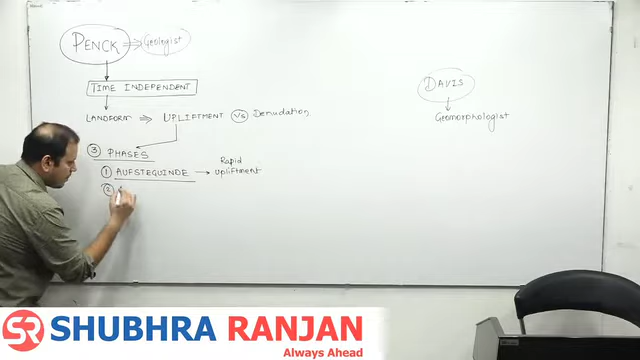 PENCK ⇒ Geologist
TIME INDEPENDENT
LANDFORM ⇒ UPLIFTMENT VS Denudation
3 PHASES
1 AUFSTEGUINDE → Rapid
Upliftment
2
DAVIS
Geomorphologist
SR SHUBHRA RANJAN
Always Ahead